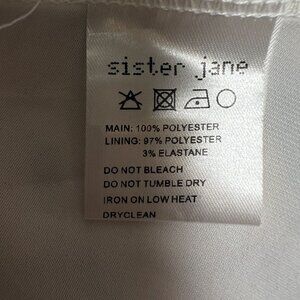 sister jane
MAIN: 100% POLYESTER
LINING: 97% POLYESTER
3% ELASTANE
DO NOT BLEACH
DO NOT TUMBLE DRY
IRON ON LOW HEAT
DRYCLEAN